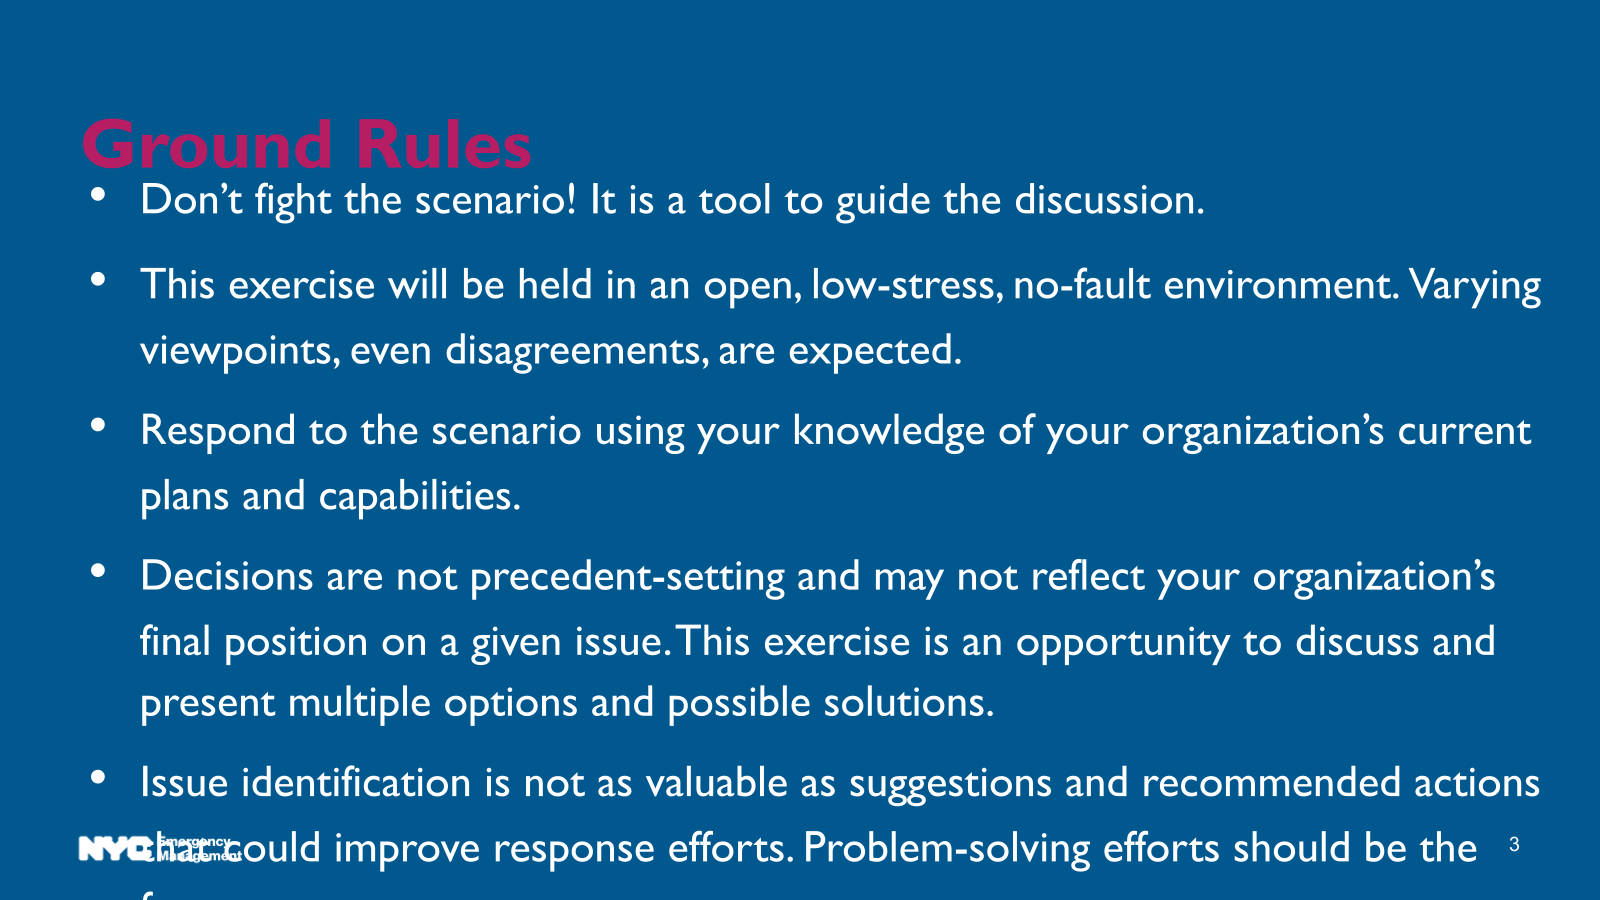 Ground Rules
• Don’t fight the scenario! It is a tool to guide the discussion.
• This exercise will be held in an open, low-stress, no-fault environment. Varying
viewpoints, even disagreements, are expected.
• Respond to the scenario using your knowledge of your organization’s current
plans and capabilities.
• Decisions are not precedent-setting and may not reflect your organization’s
final position on a given issue. This exercise is an opportunity to discuss and
present multiple options and possible solutions.
• Issue identification is not as valuable as suggestions and recommended actions
that could improve response efforts. Problem-solving efforts should be the
NYC Emergency
Management
3